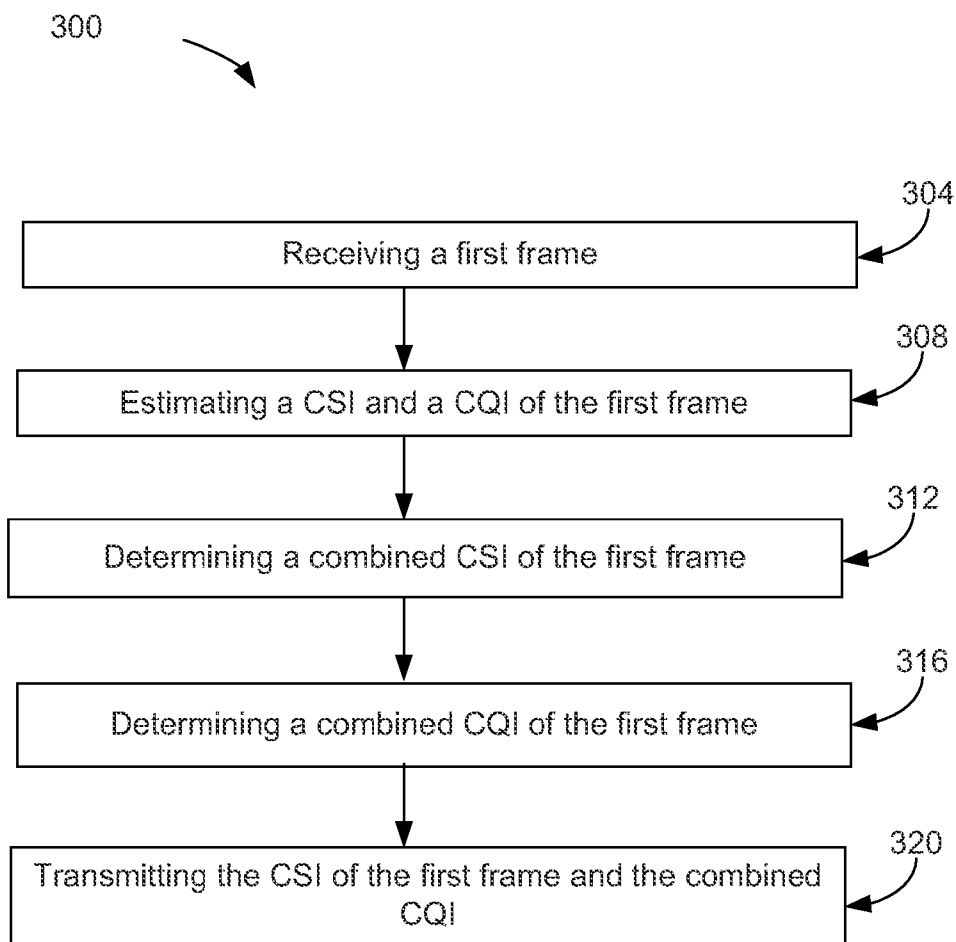 300
304
Receiving a first frame
308
Estimating a CSI and a CQI of the first frame
312
Determining a combined CSI of the first frame
316
Determining a combined CQI of the first frame
320
Transmitting the CSI of the first frame and the combined
CQI